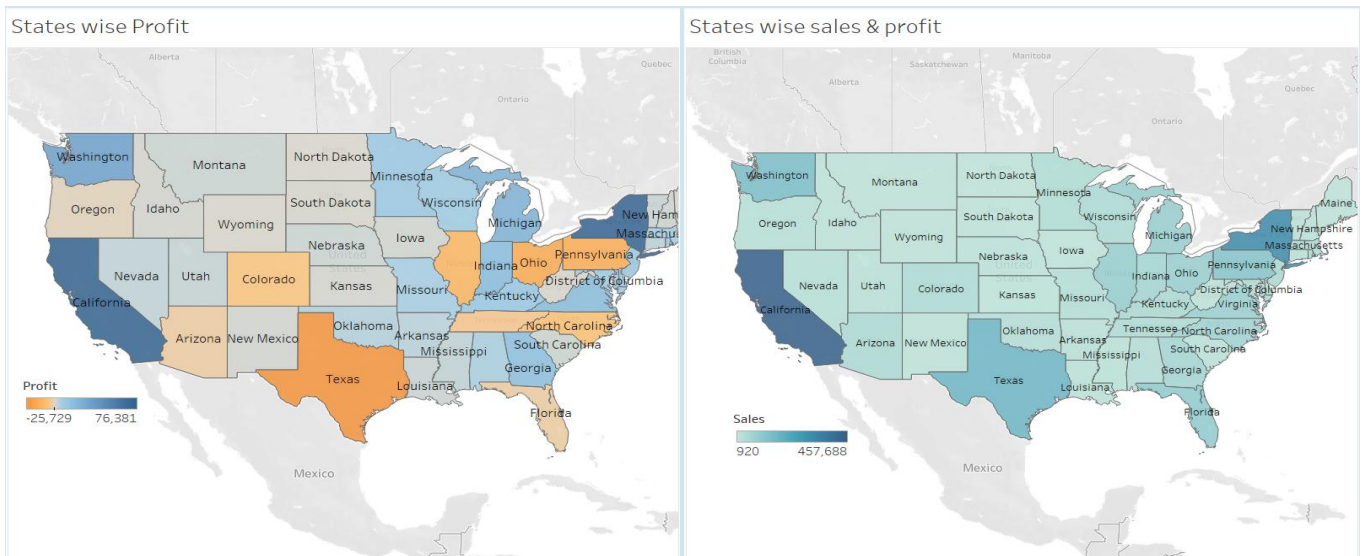 States wise Profit
Alberta
Quebec
Ontario
Washington
Montana
North Dakota
Minnesota
Oregon
Idaho
South Dakota
Wisconsin
New Ham
Wyoming
Michigan
Massachu
Iowa
Nebraska
Pennsylvania
Nevada
Utah
United
States
Indiana
Ohio
Colorado
Kansas
Missouri
District of Columbia
California
Kentucky
North Carolina
Arizona
New Mexico
Oklahoma
Arkansas
South Carolina
Mississippi
Georgia
Texas
Louisiana
Profit
-25,729 76,381
Florida
Mexico
States wise sales & profit
British
Columbia
Saskatchewan
Manitoba
Alberta
Quebec
Ontario
Washington
Montana
North Dakota
Minnesota
Maine
Oregon
Idaho
South Dakota
Wisconsin
New Hampshire
Wyoming
Michigan
Massachusetts
Iowa
Nebraska
Pennsylvania
Nevada
Utah
United
States
Indiana
Ohio
Colorado
Kansas
Missouri
District of Columbia
Virginia
California
Kentucky
Tennessee
North Carolina
Arizona
New Mexico
Oklahoma
Arkansas
South Carolina
Mississippi
Georgia
Texas
Louisiana
Florida
Sales
920 457,688
Mexico